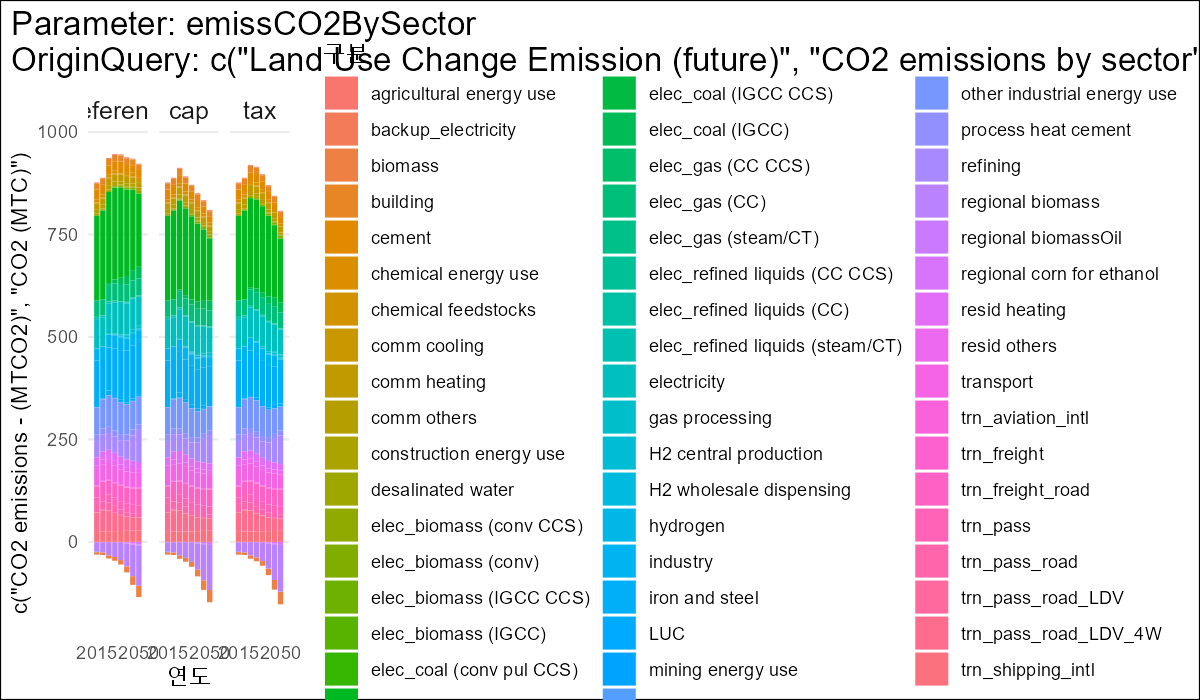 Parameter: emissCO2BySector
OriginQuery: c("Land Use Change Emission (future)", "CO2 emissions by sector"
구분
eferen cap tax
1000
750
500
250
0
c("CO2 emissions - (MTCO2)", "CO2 (MTC)")
20152050 20152050 20152050
연도
agricultural energy use
backup_electricity
biomass
building
cement
chemical energy use
chemical feedstocks
comm cooling
comm heating
comm others
construction energy use
desalinated water
elec_biomass (conv CCS)
elec_biomass (conv)
elec_biomass (IGCC CCS)
elec_biomass (IGCC)
elec_coal (conv pul CCS)
elec_coal (IGCC CCS)
elec_coal (IGCC)
elec_gas (CC CCS)
elec_gas (CC)
elec_gas (steam/CT)
elec_refined liquids (CC CCS)
elec_refined liquids (CC)
elec_refined liquids (steam/CT)
electricity
gas processing
H2 central production
H2 wholesale dispensing
hydrogen
industry
iron and steel
LUC
mining energy use
other industrial energy use
process heat cement
refining
regional biomass
regional biomassOil
regional corn for ethanol
resid heating
resid others
transport
trn_aviation_intl
trn_freight
trn_freight_road
trn_pass
trn_pass_road
trn_pass_road_LDV
trn_pass_road_LDV_4W
trn_shipping_intl